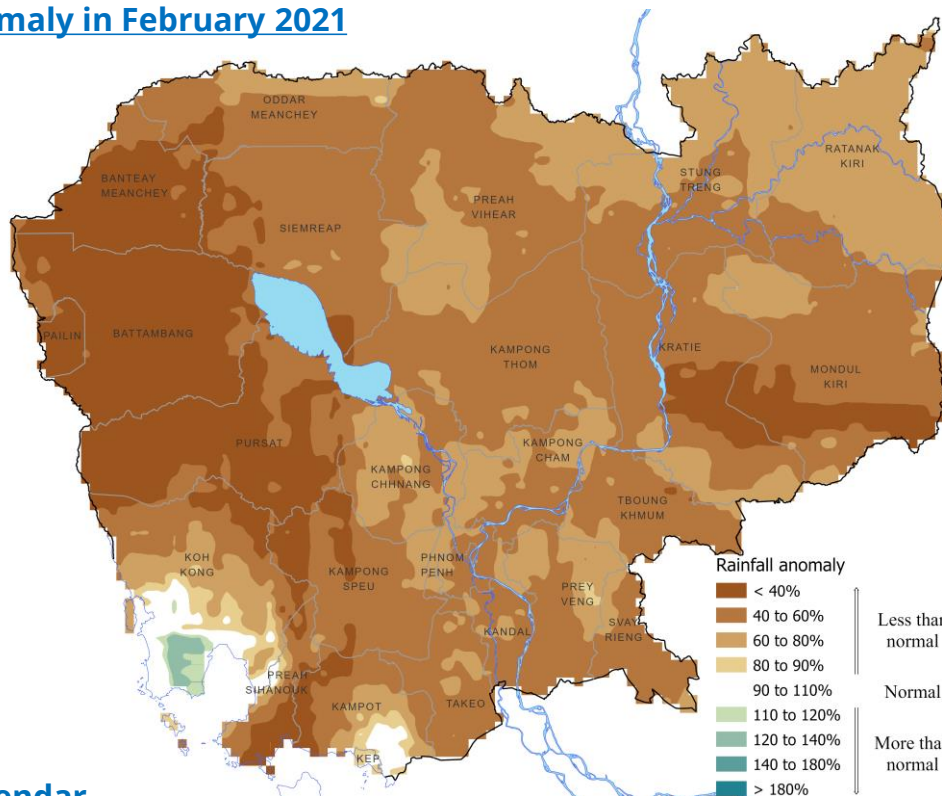 maly in February 2021
ODDAR
MEANCHEY
BANTEAY
MEANCHEY
SIEMREAP
PREAH
VIHEAR
STUNG
TRENG
RATANAK
KIRI
PAILIN
BATTAMBANG
KAMPONG
THOM
KRATIE
MONDUL
KIRI
PURSAT
KAMPONG
CHHNANG
KAMPONG
CHAM
TBOUNG
KHMUM
KOH
KONG
KAMPONG
SPEU
PHNOM
PENH
PREY
VENG
KANDAL
SVAY
RIENG
PREAH
SIHANOUK
KAMPOT
TAKEO
KEP
Rainfall anomaly
< 40%
40 to 60%
60 to 80%
80 to 90%
90 to 110%
110 to 120%
120 to 140%
140 to 180%
> 180%
Less than
normal
Normal
More tha
normal
endar